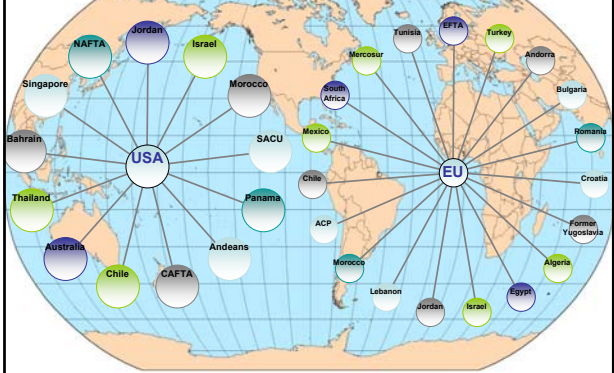 Jordan
NAFTA
Israel
Singapore
Morocco
Bahrain
USA
SACU
Thailand
Panama
Australia
Andeans
Chile
CAFTA
EFTA
Tunisia
Turkey
Mercosur
Andorra
South
Africa
Bulgaria
Mexico
Romania
Chile
EU
Croatia
ACP
Former
Yugoslavia
Morocco
Algeria
Lebanon
Jordan
Israel
Egypt